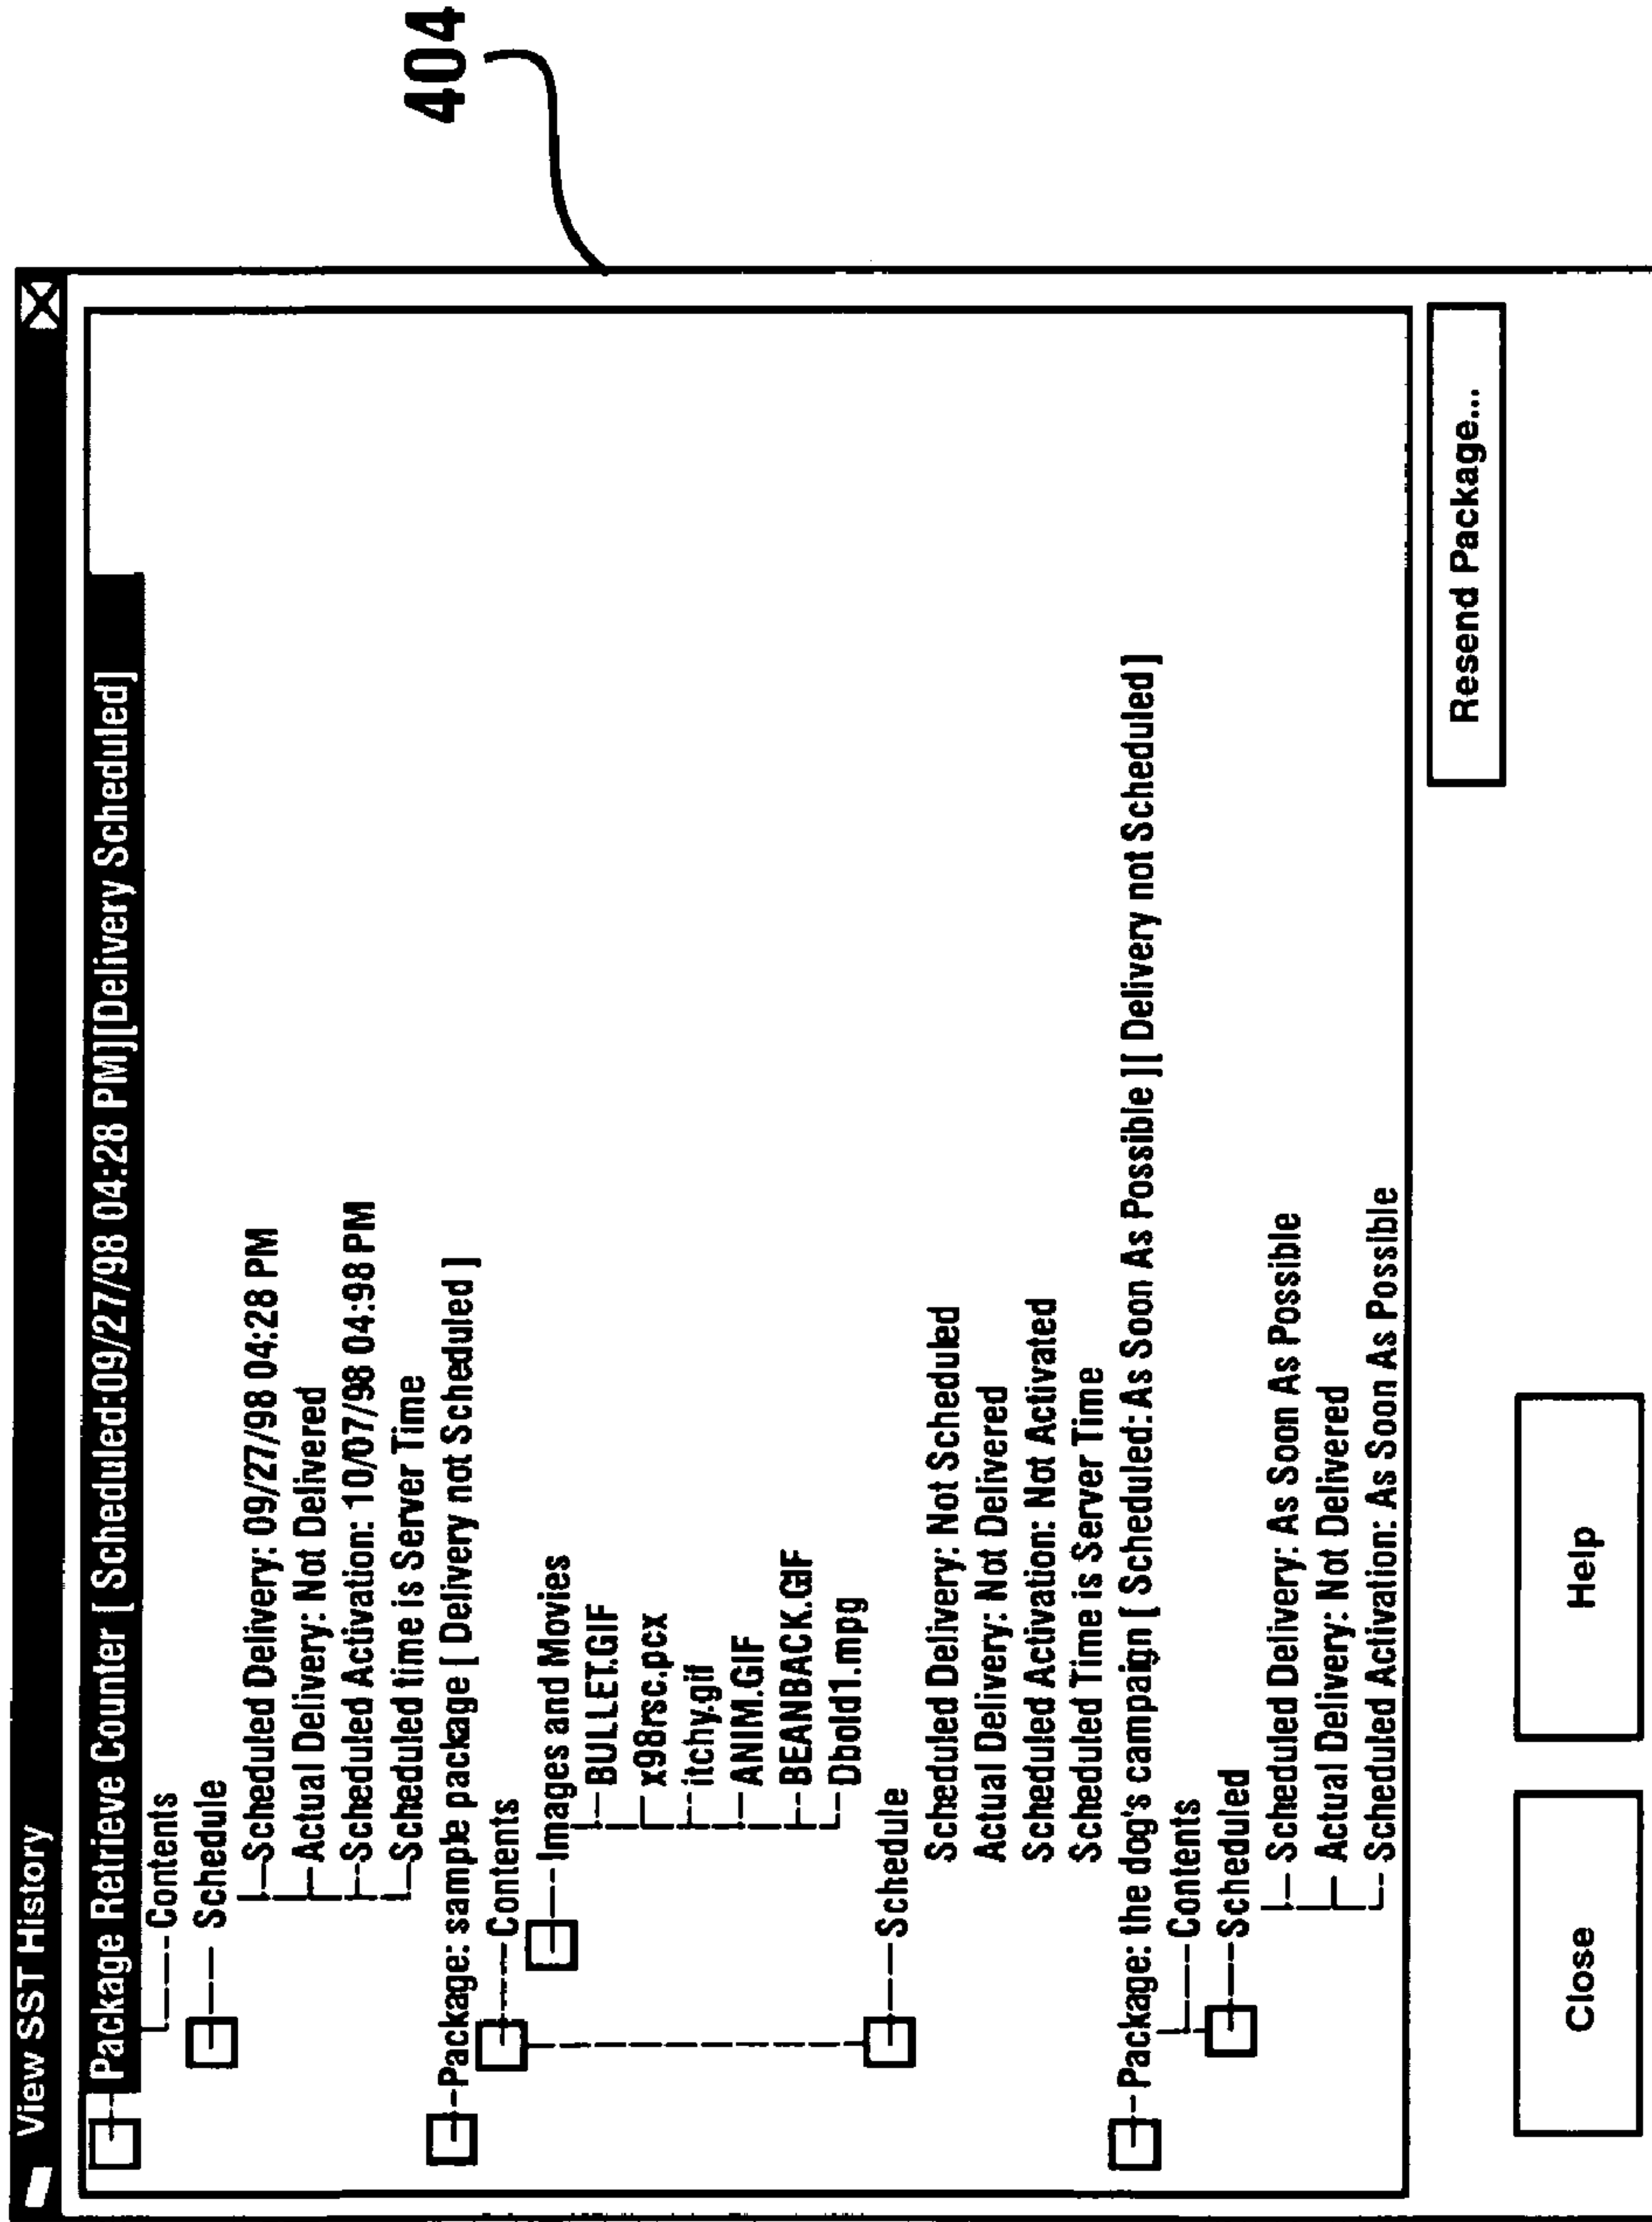 View SST History
Package Retrieve Counter [ Scheduled:09/27/98 04:28 PM][Delivery Scheduled]
Contents
Schedule
Scheduled Delivery: 09/27/98 04:28 PM
Actual Delivery: Not Delivered
Scheduled Activation: 10/07/98 04:98 PM
Scheduled time is Server Time
Package: sample package [ Delivery not Scheduled ]
Contents
Images and Movies
BULLET.GIF
x98rsc.pcx
itchy.gif
ANIM.GIF
BEANBACK.GIF
Dbold1.mpg
Schedule
Scheduled Delivery: Not Scheduled
Actual Delivery: Not Delivered
Scheduled Activation: Not Activated
Scheduled Time is Server Time
Package: the dog's campaign [ Scheduled: As Soon As Possible ][ Delivery not Scheduled ]
Contents
Scheduled
Scheduled Delivery: As Soon As Possible
Actual Delivery: Not Delivered
Scheduled Activation: As Soon As Possible
Resend Package...
Close
Help
404